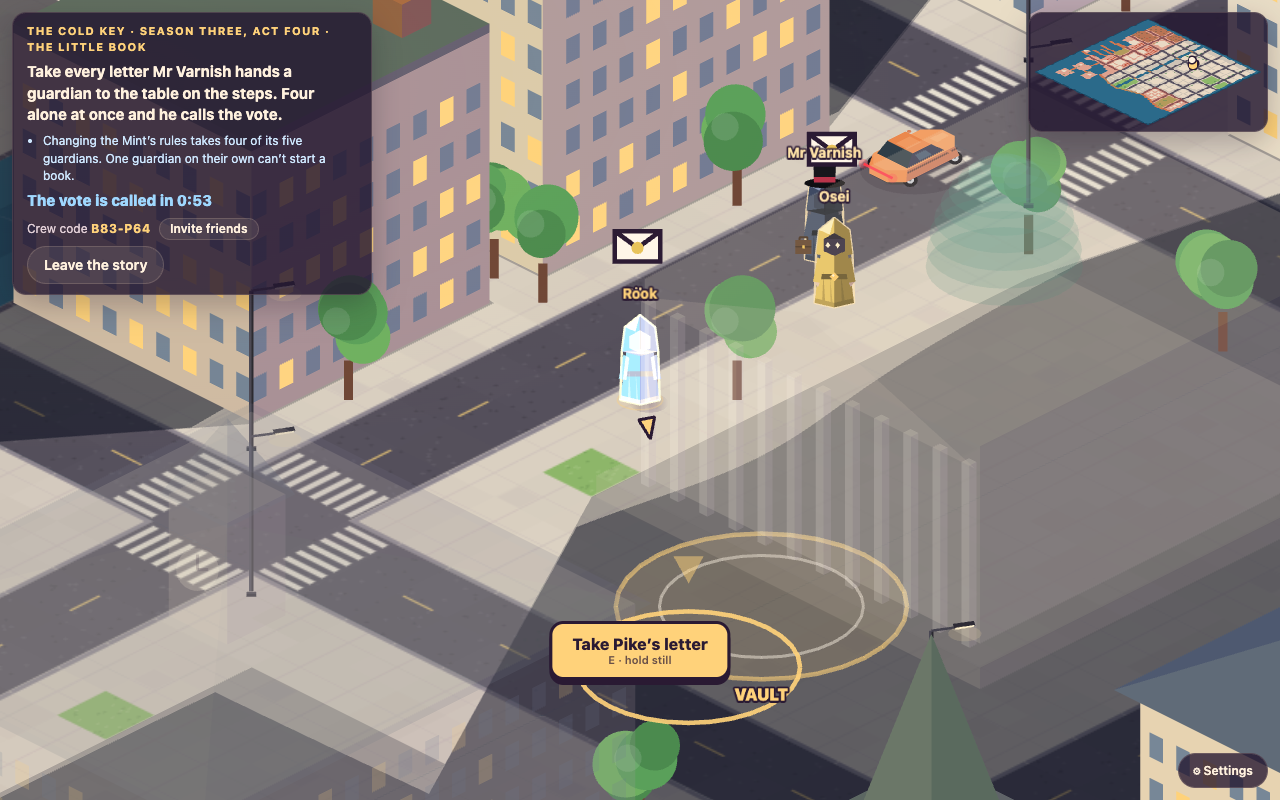 THE COLD KEY · SEASON THREE, ACT FOUR ·
THE LITTLE BOOK
Take every letter Mr Varnish hands a
guardian to the table on the steps. Four
alone at once and he calls the vote.
• Changing the Mint's rules takes four of its five
guardians. One guardian on their own can't start a
book.
The vote is called in 0:53
Crew code B83-P64
Invite friends
Leave the story
Mr Varnish
Osei
Rook
Take Pike's letter
E · hold still
VAULT
⚙ Settings